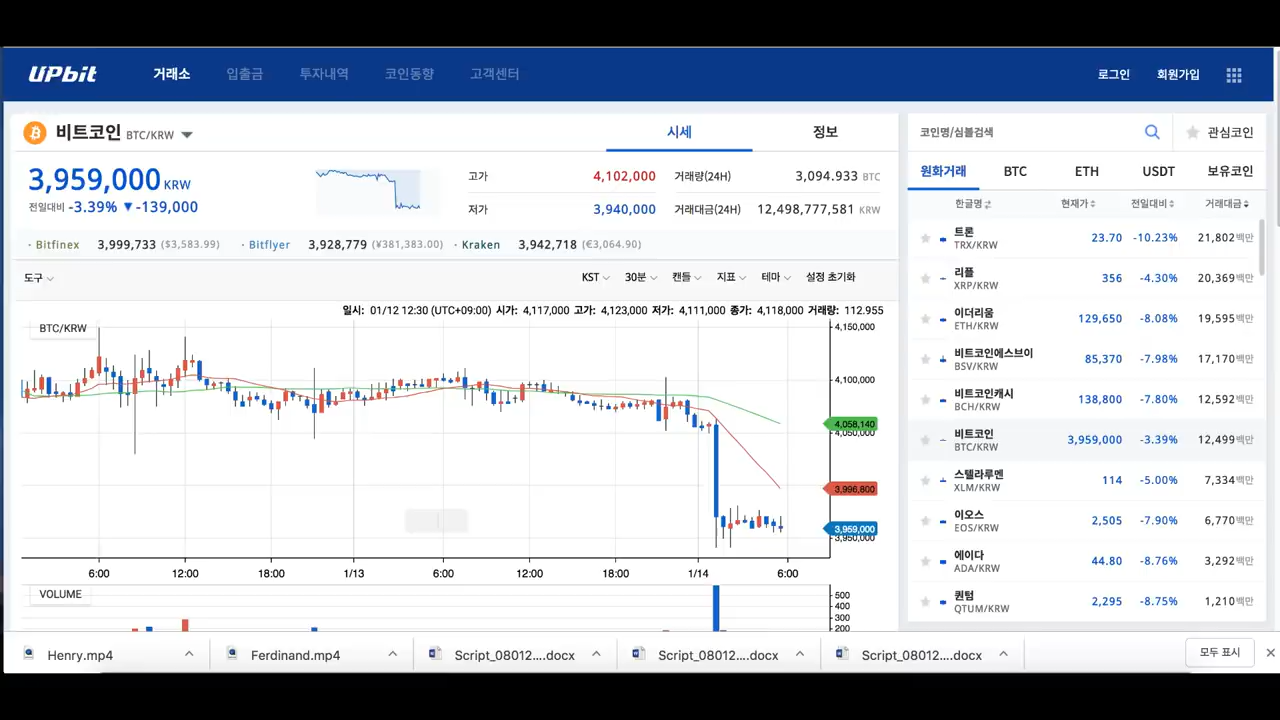 UPbit 거래소 입출금 투자내역 코인동향 고객센터 로그인 회원가입
비트코인 BTC/KRW 시세 정보
3,959,000 KRW
전일대비 -3.39% ▼-139,000
고가 4,102,000 거래량(24H) 3,094.933 BTC
저가 3,940,000 거래대금(24H) 12,498,777,581 KRW
· Bitfinex 3,999,733 ($3,583.99) · Bitflyer 3,928,779 (¥381,383.00) · Kraken 3,942,718 (€3,064.90)
도구 KST 30분 캔들 지표 테마 설정 초기화
일시: 01/12 12:30 (UTC+09:00) 시가: 4,117,000 고가: 4,123,000 저가: 4,111,000 종가: 4,118,000 거래량: 112.955
BTC/KRW
4,150,000
4,100,000
4,058,140
4,050,000
3,996,800
3,959,000
3,950,000
6:00 12:00 18:00 1/13 6:00 12:00 18:00 1/14 6:00
VOLUME
500
400
300
200
코인명/심볼검색 관심코인
원화거래 BTC ETH USDT 보유코인
한글명 현재가 전일대비 거래대금
트론 23.70 -10.23% 21,802백만
TRX/KRW
리플 356 -4.30% 20,369백만
XRP/KRW
이더리움 129,650 -8.08% 19,595백만
ETH/KRW
비트코인에스브이 85,370 -7.98% 17,170백만
BSV/KRW
비트코인캐시 138,800 -7.80% 12,592백만
BCH/KRW
비트코인 3,959,000 -3.39% 12,499백만
BTC/KRW
스텔라루멘 114 -5.00% 7,334백만
XLM/KRW
이오스 2,505 -7.90% 6,770백만
EOS/KRW
에이다 44.80 -8.76% 3,292백만
ADA/KRW
퀀텀 2,295 -8.75% 1,210백만
QTUM/KRW
Henry.mp4 Ferdinand.mp4 Script_08012....docx Script_08012....docx Script_08012....docx 모두 표시